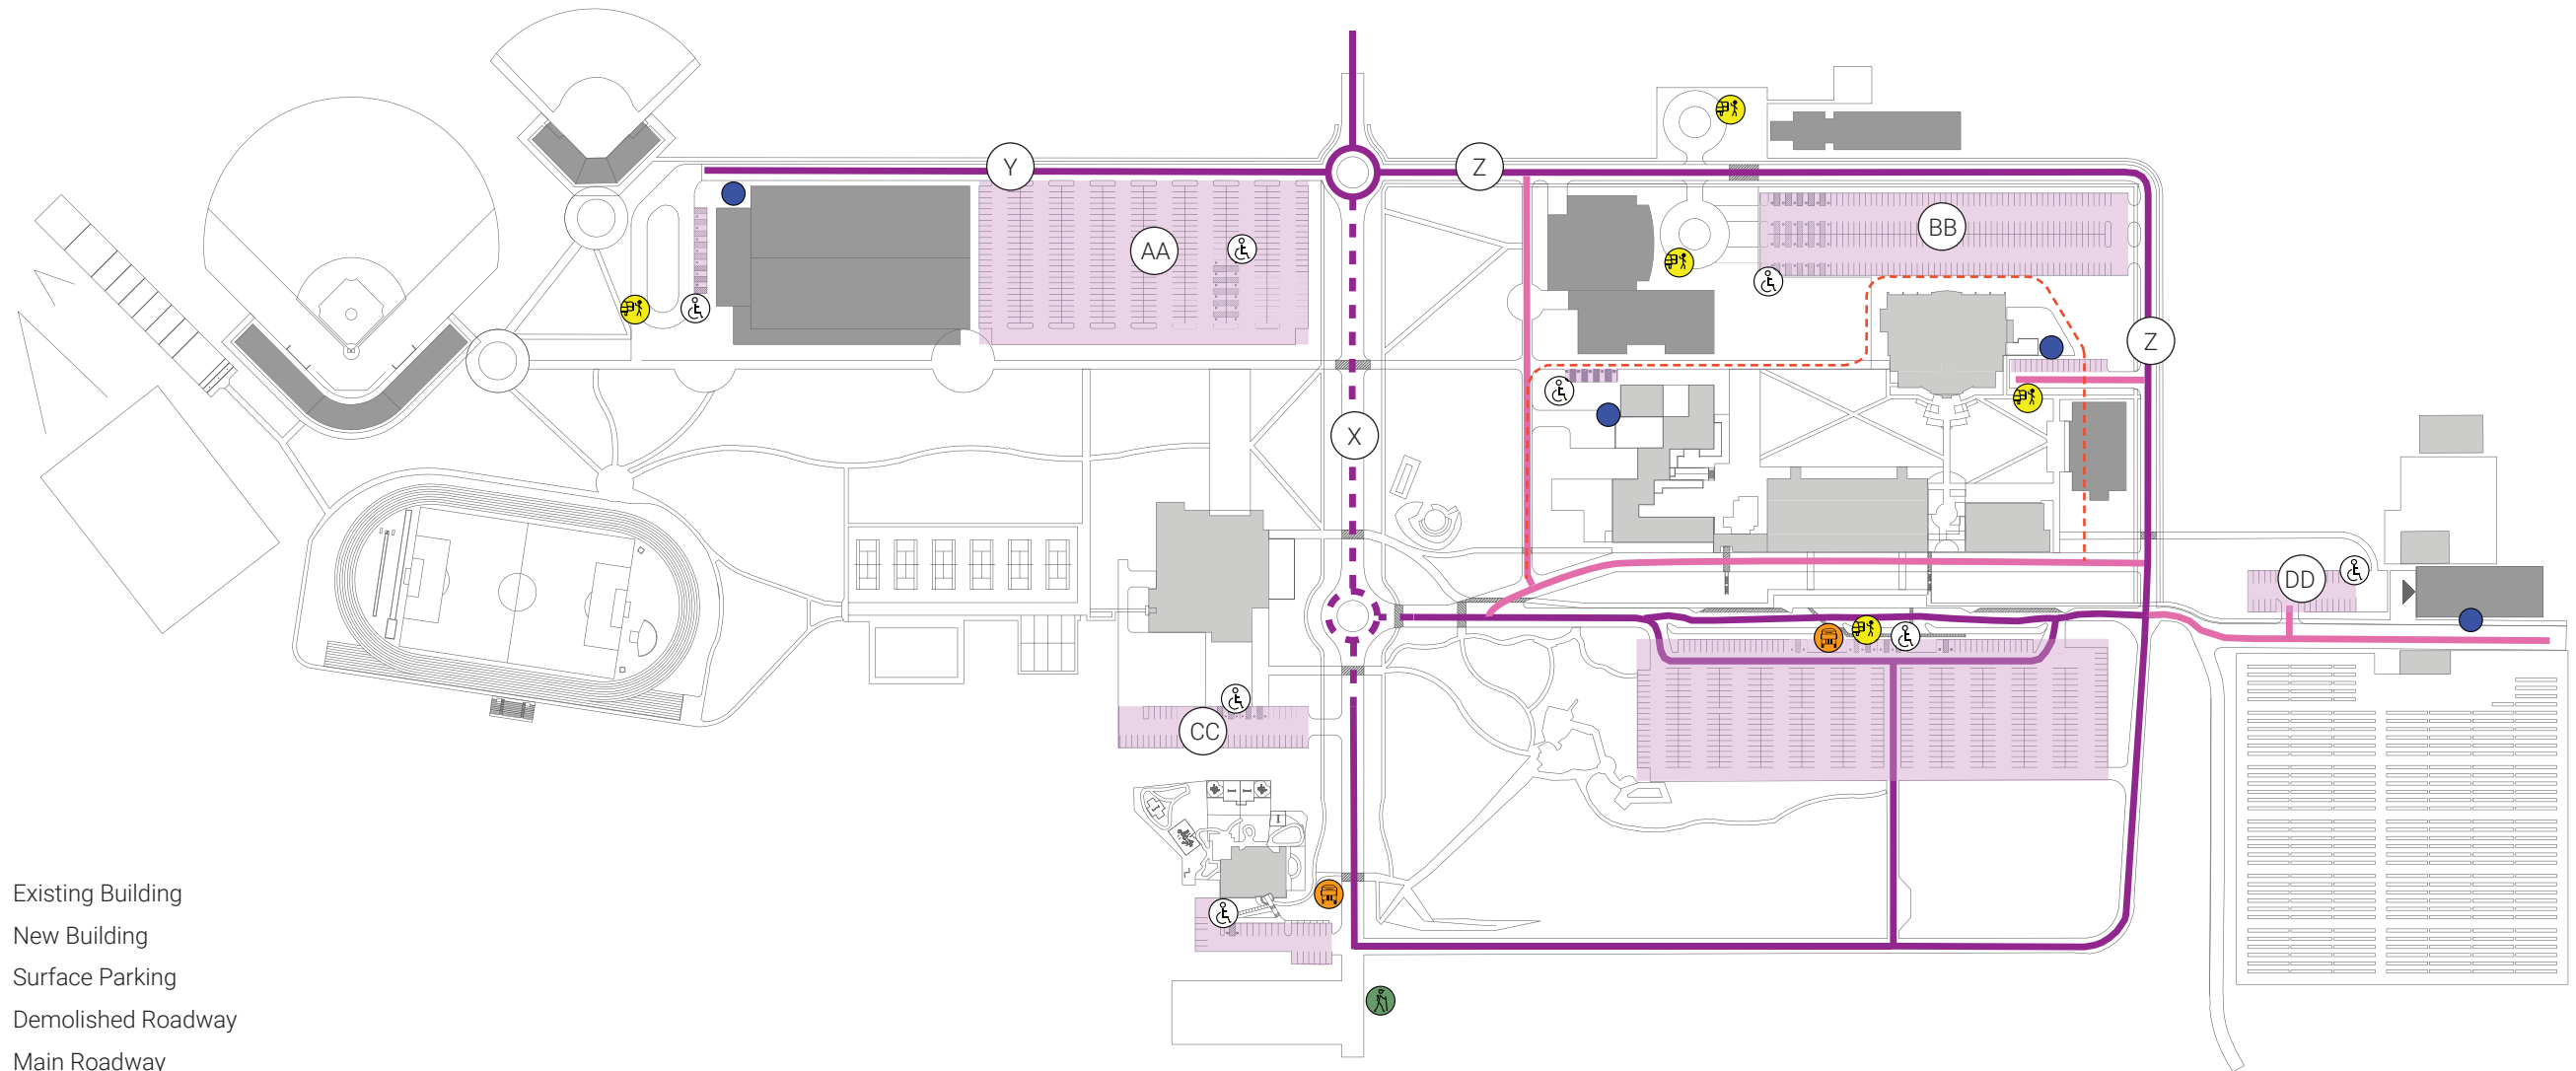 Y
Z
AA
BB
Z
X
DD
CC
Existing Building
New Building
Surface Parking
Demolished Roadway
Main Roadway